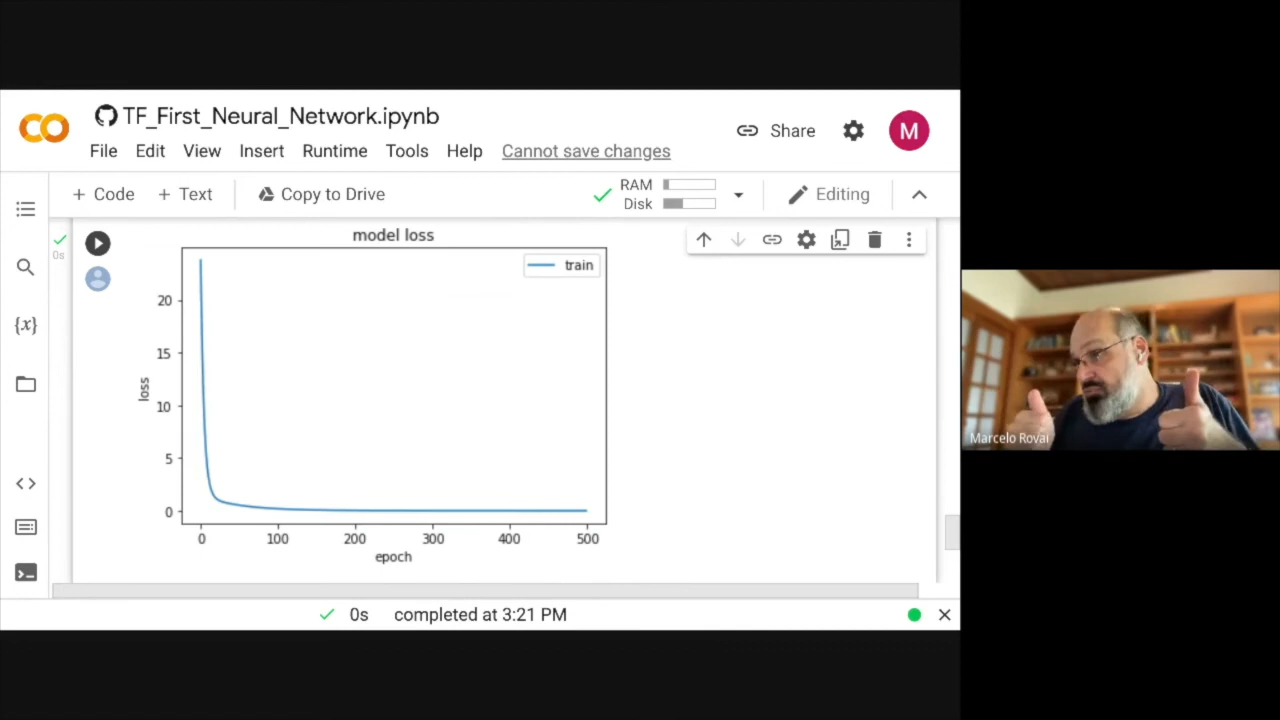 TF_First_Neural_Network.ipynb
File Edit View Insert Runtime Tools Help Cannot save changes
Share
M
+ Code + Text
Copy to Drive
RAM
Disk
Editing
0s
model loss
train
20
15
10
5
0
loss
0 100 200 300 400 500
epoch
{x}
0s completed at 3:21 PM
Marcelo Rovai